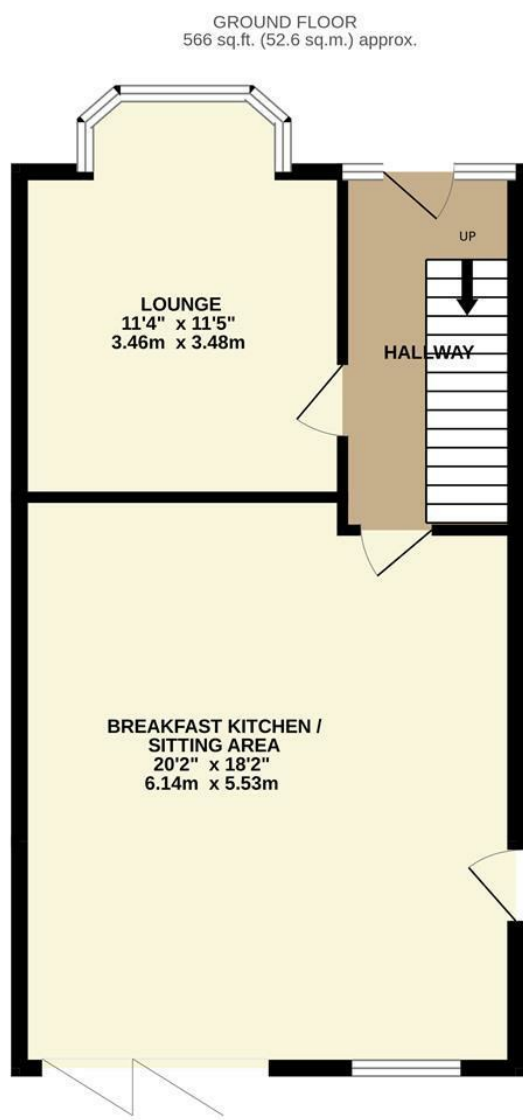 GROUND FLOOR
566 sq.ft. (52.6 sq.m.) approx.
UP
LOUNGE
11'4" x 11'5"
3.46m x 3.48m
HALLWAY
BREAKFAST KITCHEN /
SITTING AREA
20'2" x 18'2"
6.14m x 5.53m